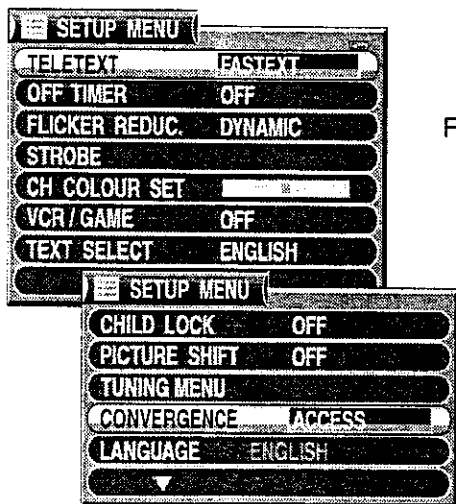 SETUP MENU
TELETEXT FASTEXT
OFF TIMER OFF
FLICKER REDUC. DYNAMIC
F
STROBE
CH COLOUR SET
VCR / GAME OFF
TEXT SELECT ENGLISH
SETUP MENU
CHILD LOCK OFF
PICTURE SHIFT OFF
TUNING MENU
CONVERGENCE ACCESS
LANGUAGE ENGLISH